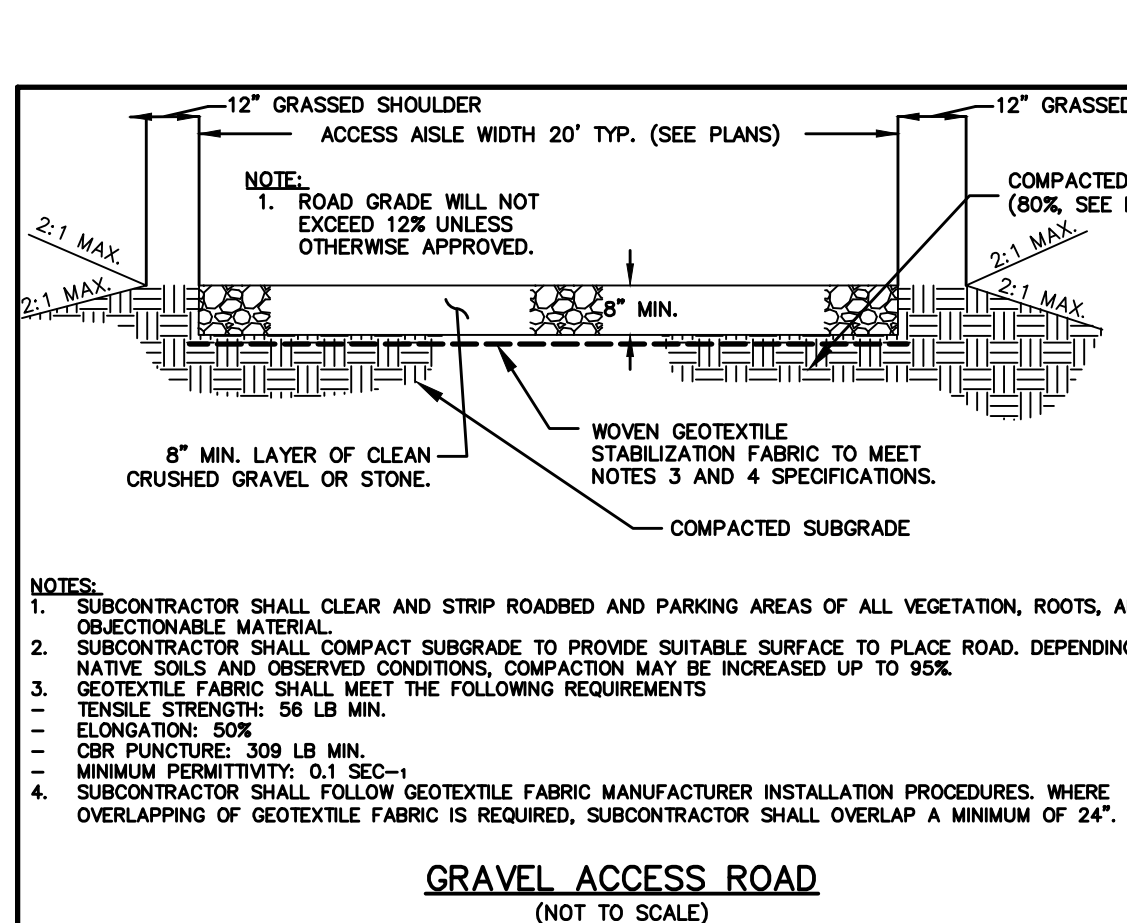 12" GRASSED SHOULDER
12" GRASSED
ACCESS AISLE WIDTH 20' TYP. (SEE PLANS)
NOTE:
1. ROAD GRADE WILL NOT
EXCEED 12% UNLESS
OTHERWISE APPROVED.
COMPACTED
(80%, SEE
2:1 MAX.
2:1 MAX.
2:1 MAX.
2:1 MAX.
8" MIN.
8" MIN. LAYER OF CLEAN
CRUSHED GRAVEL OR STONE.
WOVEN GEOTEXTILE
STABILIZATION FABRIC TO MEET
NOTES 3 AND 4 SPECIFICATIONS.
COMPACTED SUBGRADE
NOTES:
1. SUBCONTRACTOR SHALL CLEAR AND STRIP ROADBED AND PARKING AREAS OF ALL VEGETATION, ROOTS,
OBJECTIONABLE MATERIAL.
2. SUBCONTRACTOR SHALL COMPACT SUBGRADE TO PROVIDE SUITABLE SURFACE TO PLACE ROAD. DEPENDING
NATIVE SOILS AND OBSERVED CONDITIONS, COMPACTION MAY BE INCREASED UP TO 95%.
3. GEOTEXTILE FABRIC SHALL MEET THE FOLLOWING REQUIREMENTS
– TENSILE STRENGTH: 56 LB MIN.
– ELONGATION: 50%
– CBR PUNCTURE: 309 LB MIN.
– MINIMUM PERMITTIVITY: 0.1 SEC–1
4. SUBCONTRACTOR SHALL FOLLOW GEOTEXTILE FABRIC MANUFACTURER INSTALLATION PROCEDURES. WHERE
OVERLAPPING OF GEOTEXTILE FABRIC IS REQUIRED, SUBCONTRACTOR SHALL OVERLAP A MINIMUM OF 24".
GRAVEL ACCESS ROAD
(NOT TO SCALE)